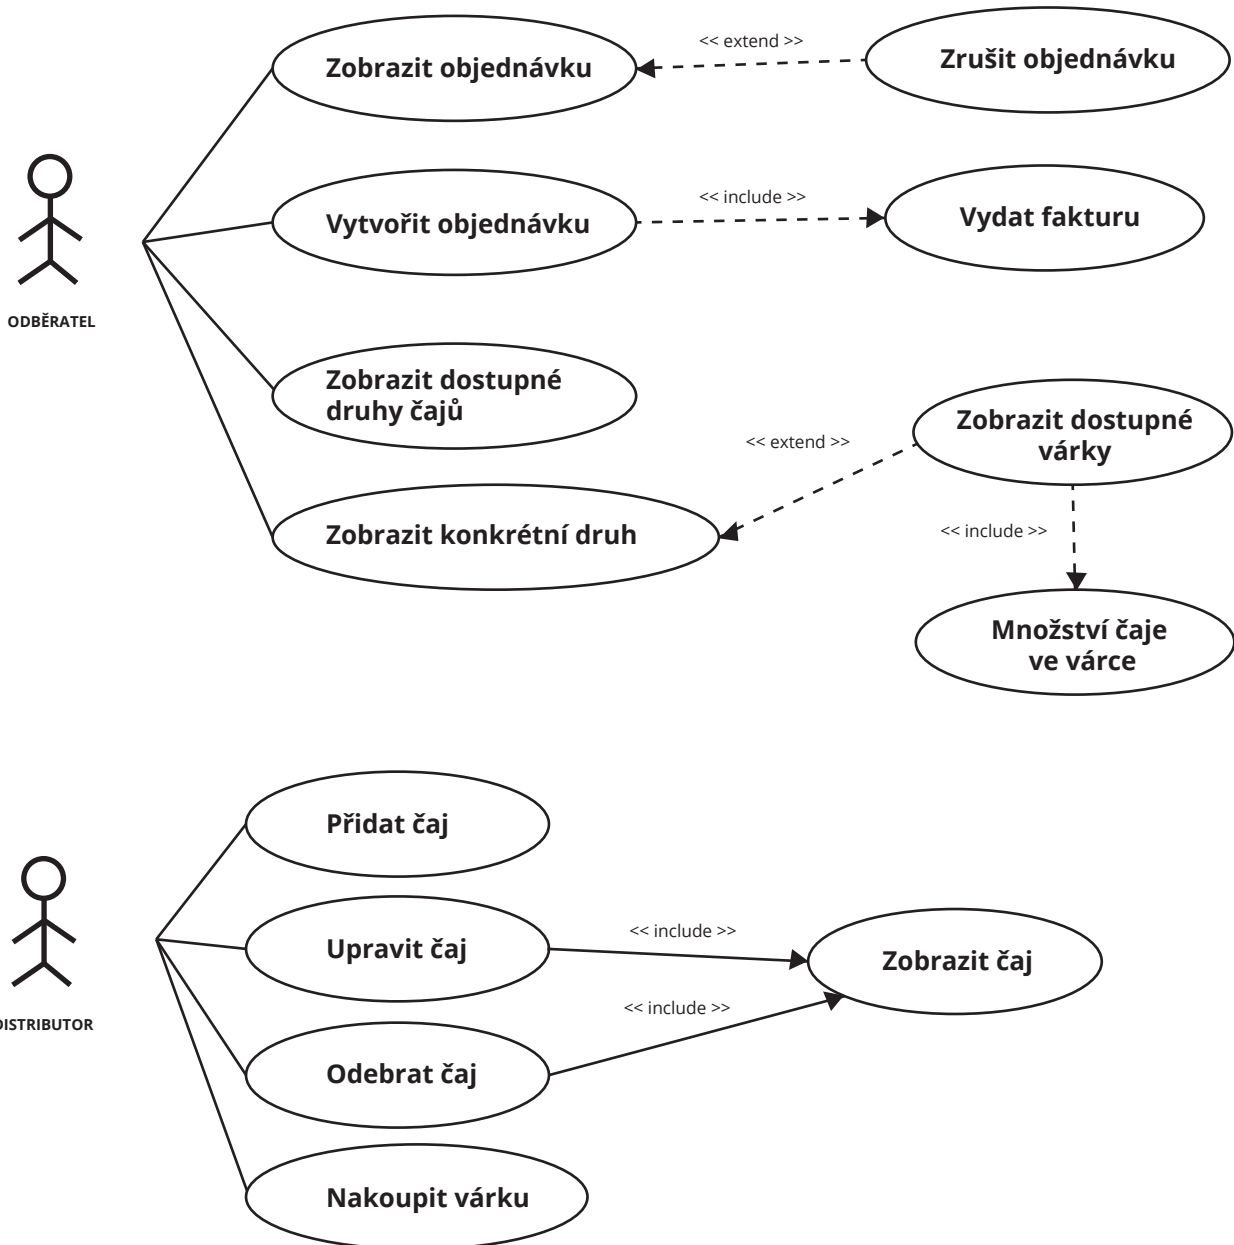 Zobrazit objednávku
<< extend >>
Zrušit objednávku
Vytvořit objednávku
<< include >>
Vydat fakturu
ODBĚRATEL
Zobrazit dostupné
druhy čajů
Zobrazit dostupné
várky
<< extend >>
Zobrazit konkrétní druh
<< include >>
Množství čaje
ve várce
Přidat čaj
Upravit čaj
<< include >>
Zobrazit čaj
<< include >>
DISTRIBUTOR
Odebrat čaj
Nakoupit várku